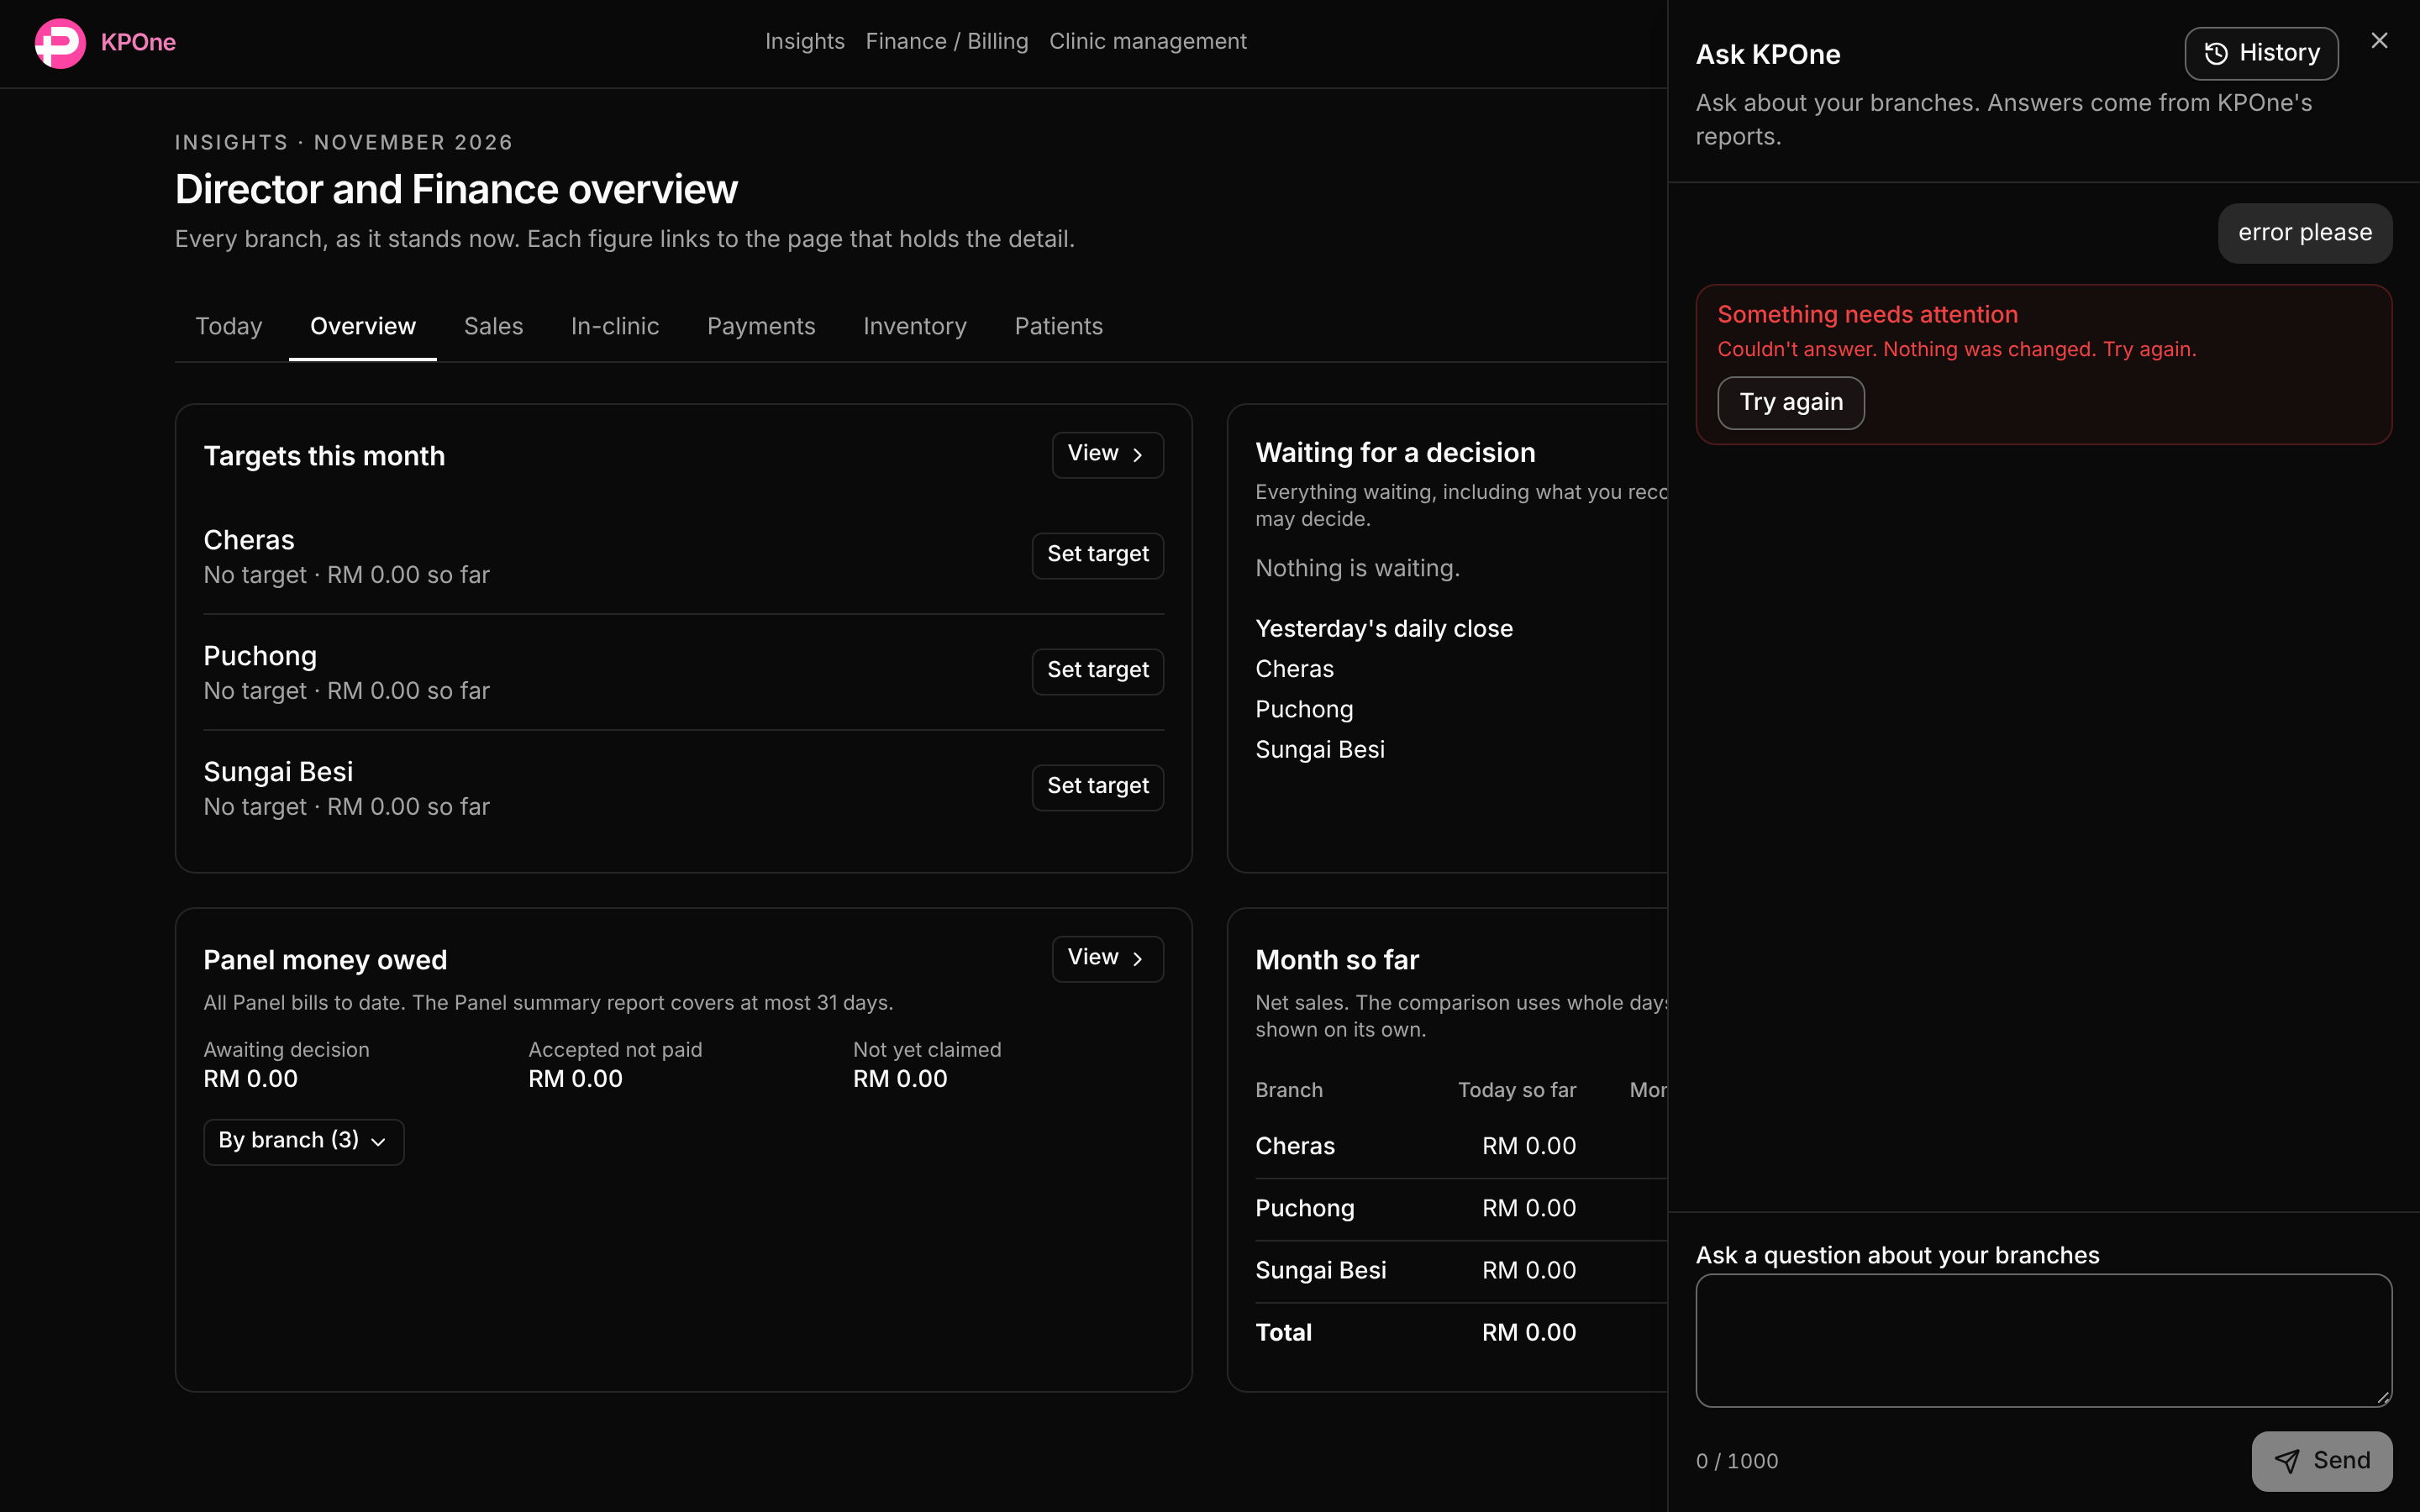 KPOne
Insights
Finance / Billing
Clinic management
INSIGHTS · NOVEMBER 2026
Director and Finance overview
Every branch, as it stands now. Each figure links to the page that holds the detail.
Today
Overview
Sales
In-clinic
Payments
Inventory
Patients
Targets this month
View
Cheras
No target · RM 0.00 so far
Set target
Puchong
No target · RM 0.00 so far
Set target
Sungai Besi
No target · RM 0.00 so far
Set target
Waiting for a decision
Everything waiting, including what you reco
may decide.
Nothing is waiting.
Yesterday's daily close
Cheras
Puchong
Sungai Besi
Panel money owed
View
All Panel bills to date. The Panel summary report covers at most 31 days.
Awaiting decision
RM 0.00
Accepted not paid
RM 0.00
Not yet claimed
RM 0.00
By branch (3)
Month so far
Net sales. The comparison uses whole days
shown on its own.
Branch Today so far Mor
Cheras RM 0.00
Puchong RM 0.00
Sungai Besi RM 0.00
Total RM 0.00
Ask KPOne
History
Ask about your branches. Answers come from KPOne's
reports.
error please
Something needs attention
Couldn't answer. Nothing was changed. Try again.
Try again
Ask a question about your branches
0 / 1000
Send